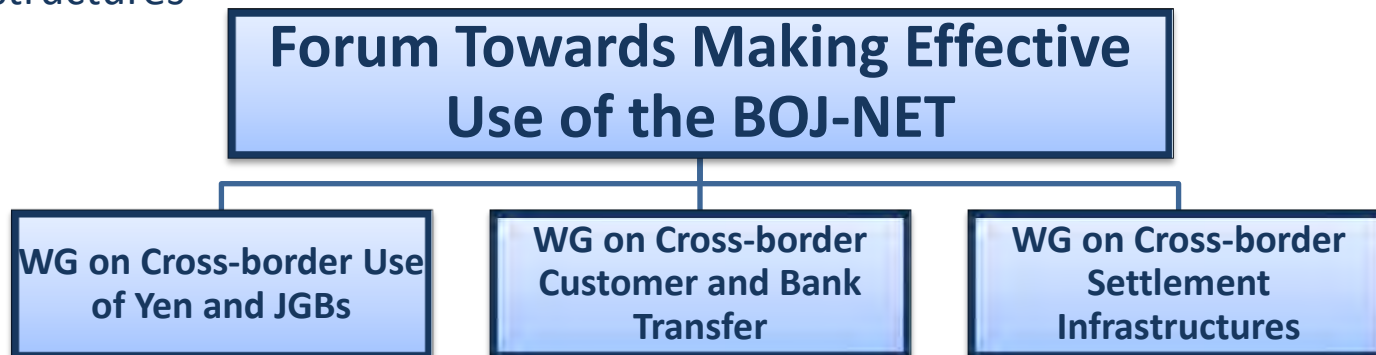 Forum Towards Making Effective
Use of the BOJ-NET
WG on Cross-border Use
of Yen and JGBs
WG on Cross-border
Customer and Bank
Transfer
WG on Cross-border
Settlement
Infrastructures